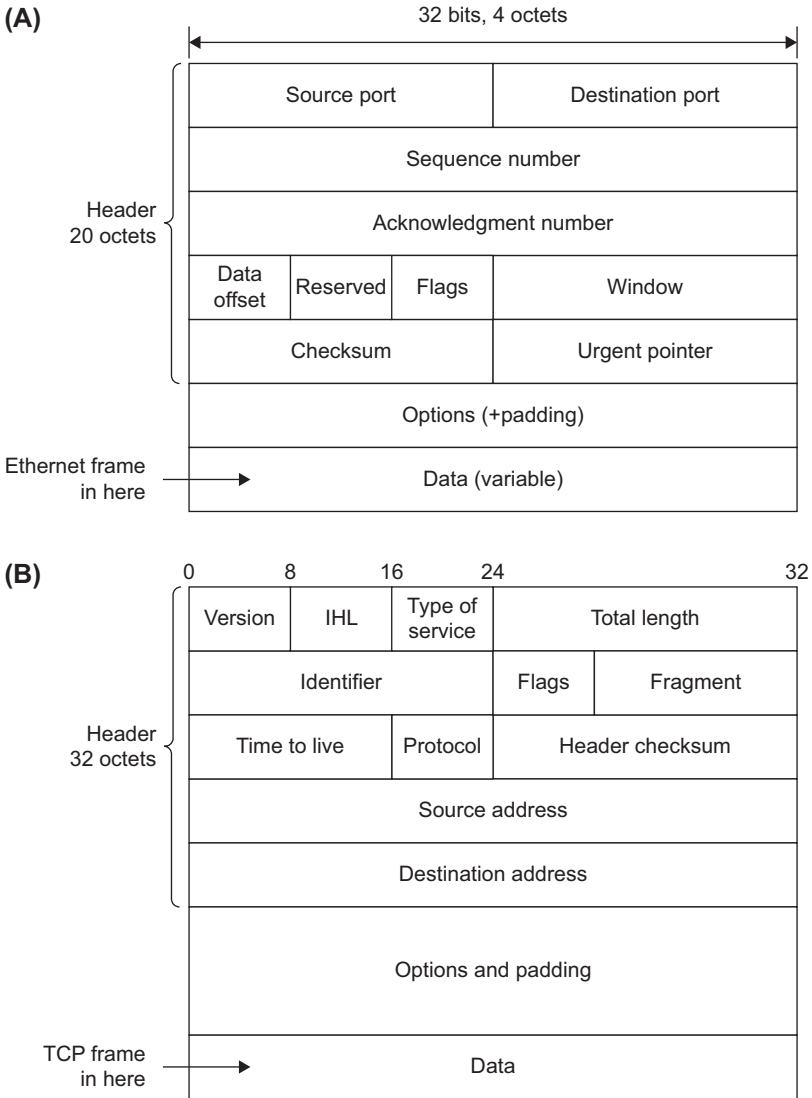 (A)
32 bits, 4 octets
Source port
Destination port
Sequence number
Header
20 octets
Acknowledgment number
Data
offset
Reserved
Flags
Window
Checksum
Urgent pointer
Options (+padding)
Ethernet frame
in here
Data (variable)
(B)
0 8 16 24 32
Version
IHL
Type of
service
Total length
Identifier
Flags
Fragment
Header
32 octets
Time to live
Protocol
Header checksum
Source address
Destination address
Options and padding
TCP frame
in here
Data